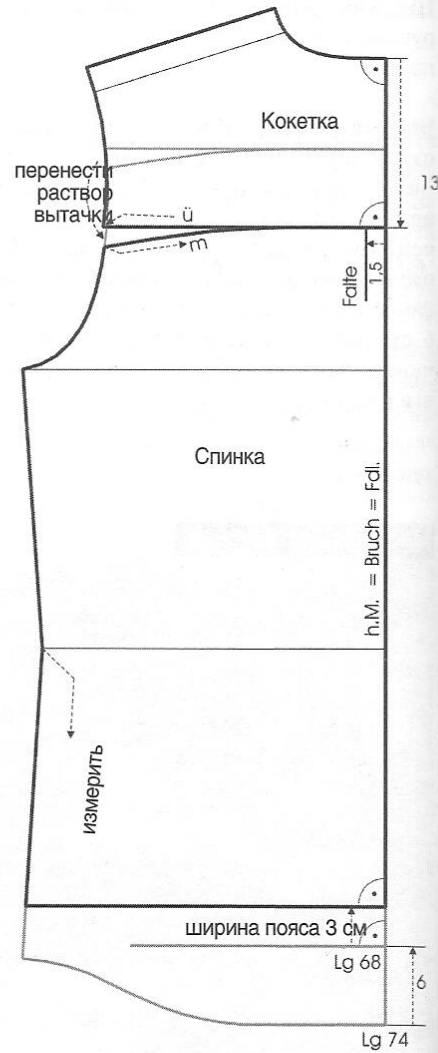 Кокетка
13
перенести
раствор
вытачки
ü
m
Falte
1,5
Спинка
h.M. = Bruch = Fdl.
измерить
ширина пояса 3 см
Lg 68
6
Lg 74